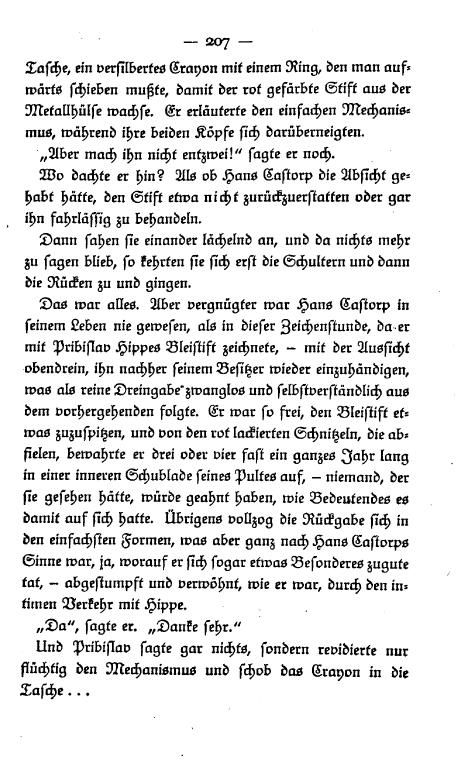 — 207 —
Tasche, ein versilbertes Crayon mit einem Ring, den man auf-
wärts schieben mußte, damit der rot gefärbte Stift aus der
Metallhülse wachse. Er erläuterte den einfachen Mechanis-
mus, während ihre beiden Köpfe sich darüberneigten.
„Aber mach ihn nicht entzwei!“ sagte er noch.
Wo dachte er hin? Als ob Hans Castorp die Absicht ge-
habt hätte, den Stift etwa nicht zurückzuerstatten oder gar
ihn fahrlässig zu behandeln.
Dann sahen sie einander lächelnd an, und da nichts mehr
zu sagen blieb, so kehrten sie sich erst die Schultern und dann
die Rücken zu und gingen.
Das war alles. Aber vergnügter war Hans Castorp in
seinem Leben nie gewesen, als in dieser Zeichenstunde, da er
mit Pribislav Hippes Bleistift zeichnete, – mit der Aussicht
obendrein, ihn nachher seinem Besitzer wieder einzuhändigen,
was als reine Dreingabe zwanglos und selbstverständlich aus
dem vorhergehenden folgte. Er war so frei, den Bleistift et-
was zuzuspitzen, und von den rot lackierten Schnitzeln, die ab-
fielen, bewahrte er drei oder vier fast ein ganzes Jahr lang
in einer inneren Schublade seines Pultes auf, – niemand, der
sie gesehen hätte, würde geahnt haben, wie Bedeutendes es
damit auf sich hatte. Übrigens vollzog die Rückgabe sich in
den einfachsten Formen, was aber ganz nach Hans Castorps
Sinne war, ja, worauf er sich sogar etwas Besonderes zugute
tat, – abgestumpft und verwöhnt, wie er war, durch den in-
timen Verkehr mit Hippe.
„Da“, sagte er. „Danke sehr.“
Und Pribislav sagte gar nichts, sondern revidierte nur
flüchtig den Mechanismus und schob das Crayon in die
Tasche . . .